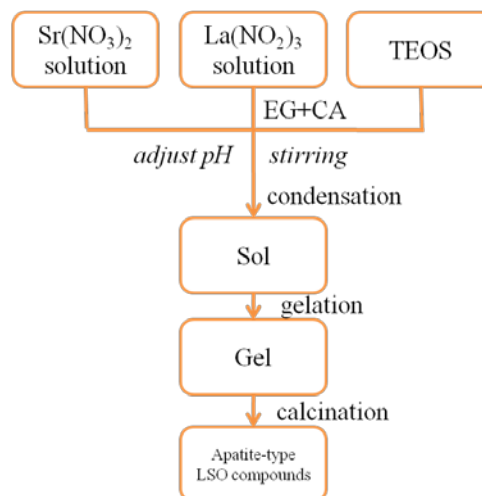 Sr(NO₃)₂
solution
La(NO₂)₃
solution
TEOS
EG+CA
adjust pH
stirring
condensation
Sol
gelation
Gel
calcination
Apatite-type
LSO compounds